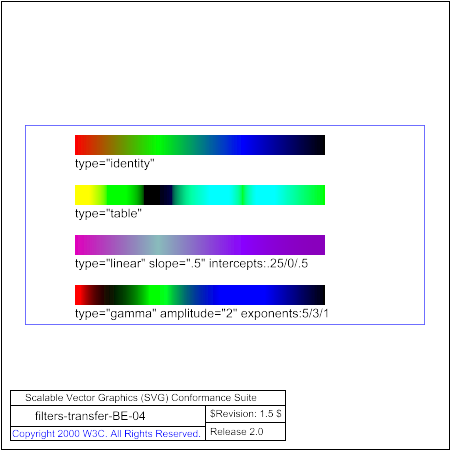 type="identity"
type="table"
type="linear" slope=".5" intercepts:.25/0/.5
type="gamma" amplitude="2" exponents:5/3/1
Scalable Vector Graphics (SVG) Conformance Suite
filters-transfer-BE-04
$Revision: 1.5 $
Copyright 2000 W3C. All Rights Reserved.
Release 2.0